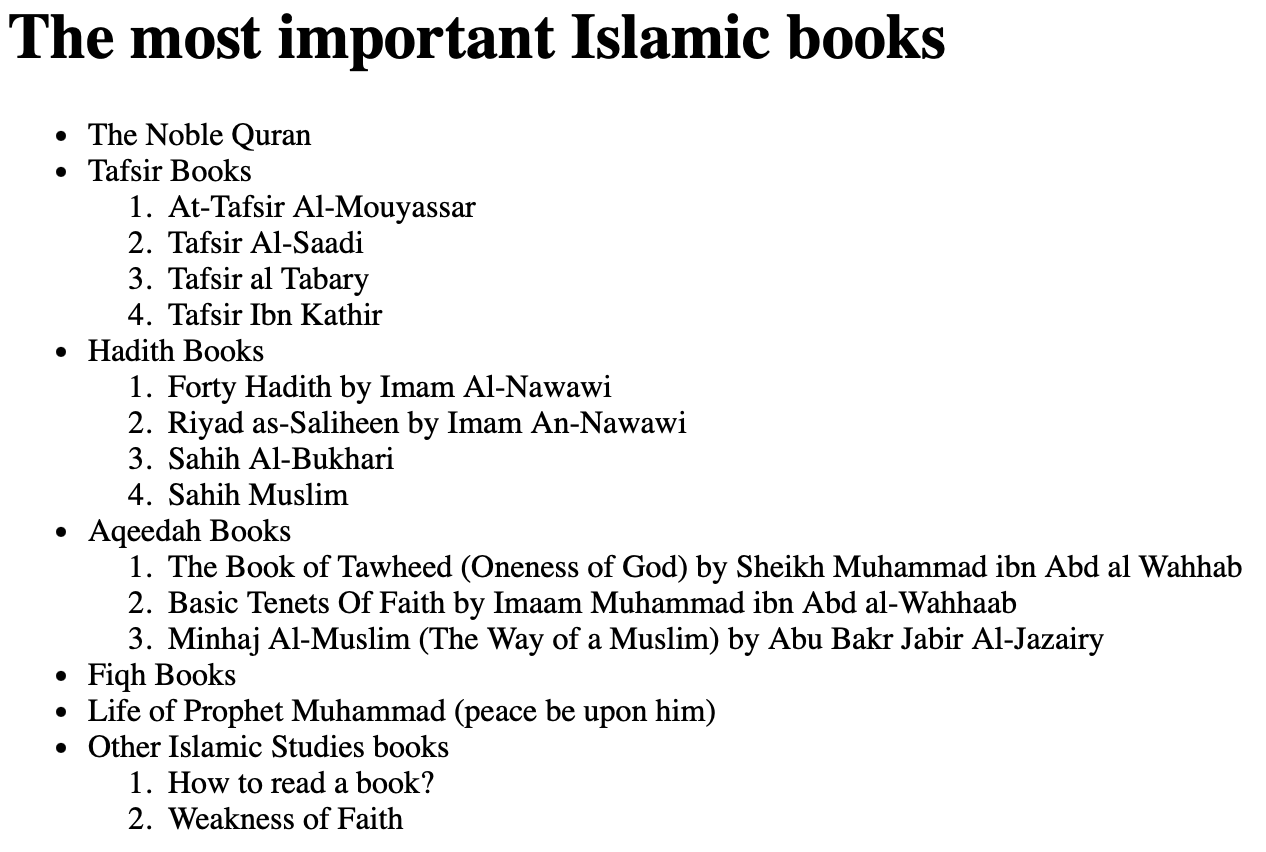 The most important Islamic books
• The Noble Quran
• Tafsir Books
1. At-Tafsir Al-Mouyassar
2. Tafsir Al-Saadi
3. Tafsir al Tabary
4. Tafsir Ibn Kathir
• Hadith Books
1. Forty Hadith by Imam Al-Nawawi
2. Riyad as-Saliheen by Imam An-Nawawi
3. Sahih Al-Bukhari
4. Sahih Muslim
• Aqeedah Books
1. The Book of Tawheed (Oneness of God) by Sheikh Muhammad ibn Abd al Wahhab
2. Basic Tenets Of Faith by Imaam Muhammad ibn Abd al-Wahhaab
3. Minhaj Al-Muslim (The Way of a Muslim) by Abu Bakr Jabir Al-Jazairy
• Fiqh Books
• Life of Prophet Muhammad (peace be upon him)
• Other Islamic Studies books
1. How to read a book?
2. Weakness of Faith